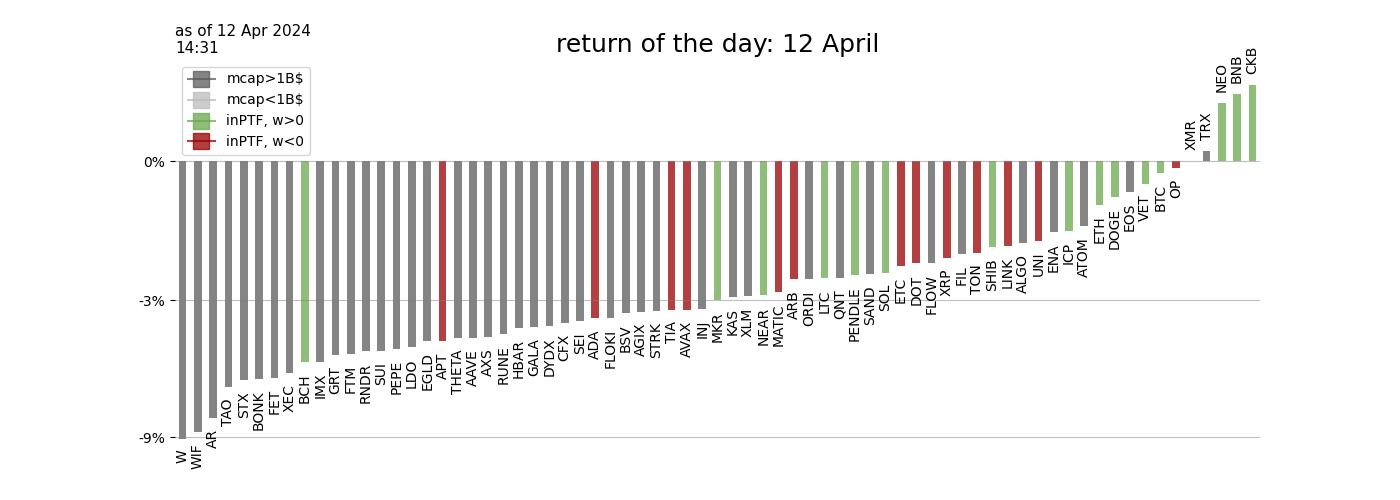 as of 12 Apr 2024
14:31
return of the day: 12 April
mcap>1B$
mcap<1B$
inPTF, w>0
inPTF, w<0
0%
-3%
-9%
W
WIF
AR
TAO
STX
BONK
FET
XEC
BCH
IMX
GRT
FTM
RNDR
SUI
PEPE
LDO
EGLD
APT
THETA
AAVE
AXS
RUNE
HBAR
GALA
DYDX
CFX
SEI
ADA
FLOKI
BSV
AGIX
STRK
TIA
AVAX
INJ
MKR
KAS
XLM
NEAR
MATIC
ARB
ORDI
LTC
QNT
PENDLE
SAND
SOL
ETC
DOT
FLOW
XRP
FIL
TON
SHIB
LINK
ALGO
UNI
ENA
ICP
ATOM
ETH
DOGE
EOS
VET
BTC
OP
XMR
TRX
NEO
BNB
CKB